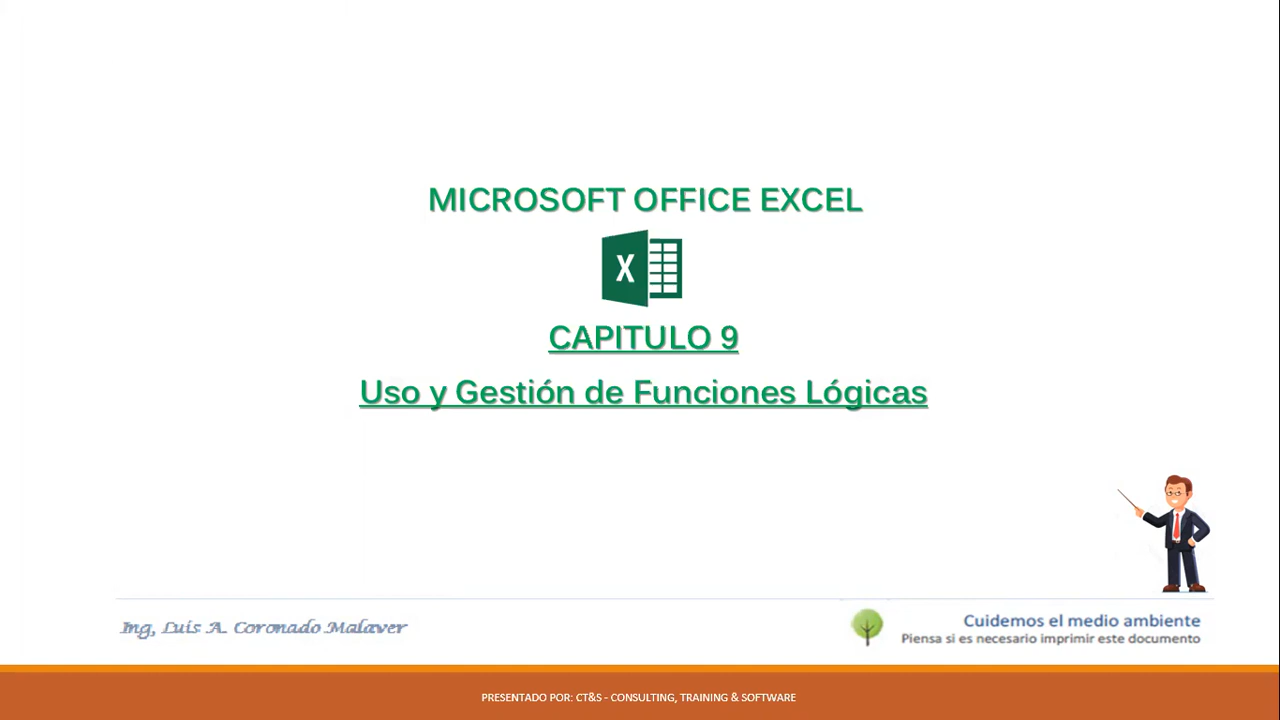 MICROSOFT OFFICE EXCEL
X
CAPITULO 9
Uso y Gestión de Funciones Lógicas
Ing, Luis A. Coronado Malaver
Cuidemos el medio ambiente
Piensa si es necesario imprimir este documento
PRESENTADO POR: CT&S - CONSULTING, TRAINING & SOFTWARE